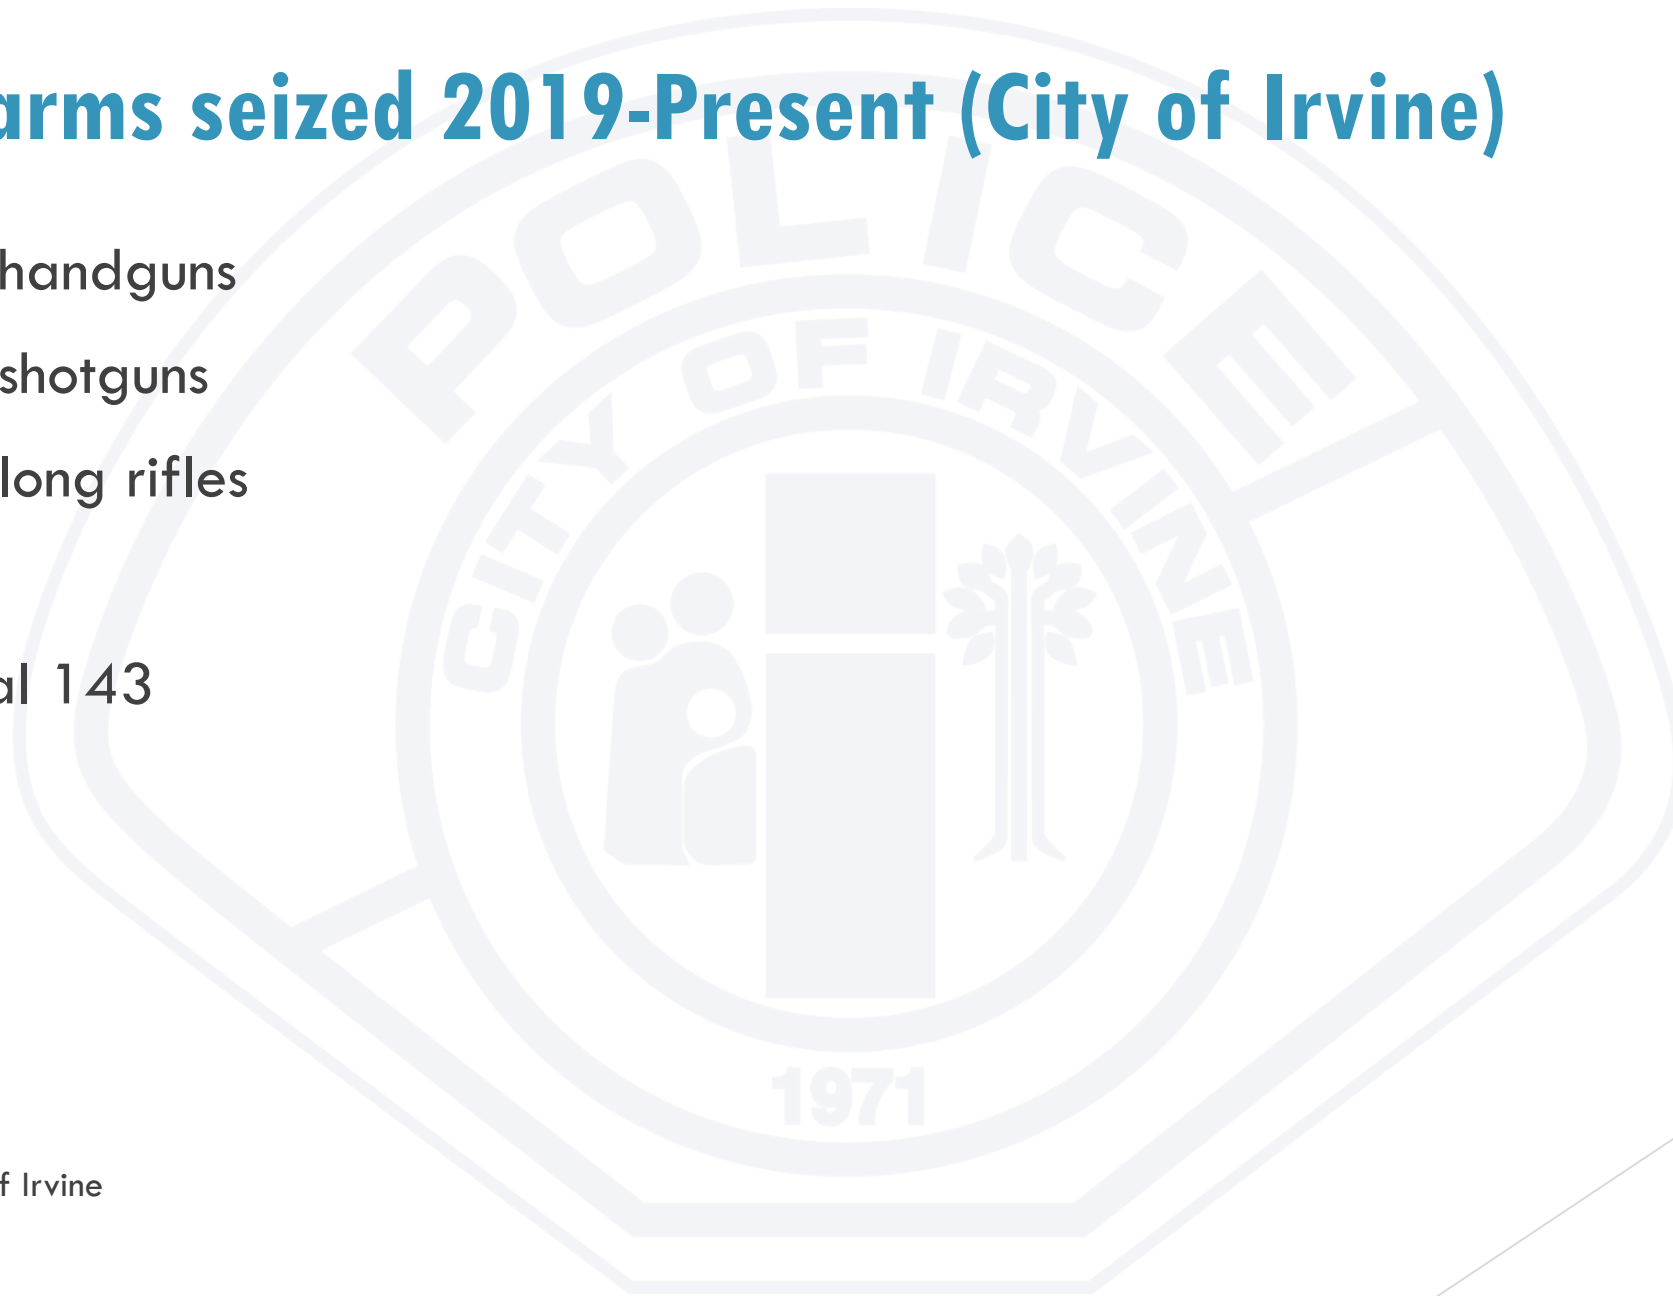 arms seized 2019-Present (City of Irvine)
handguns
shotguns
long rifles
al 143
f Irvine
POLICE
CITY OF IRVINE
1971